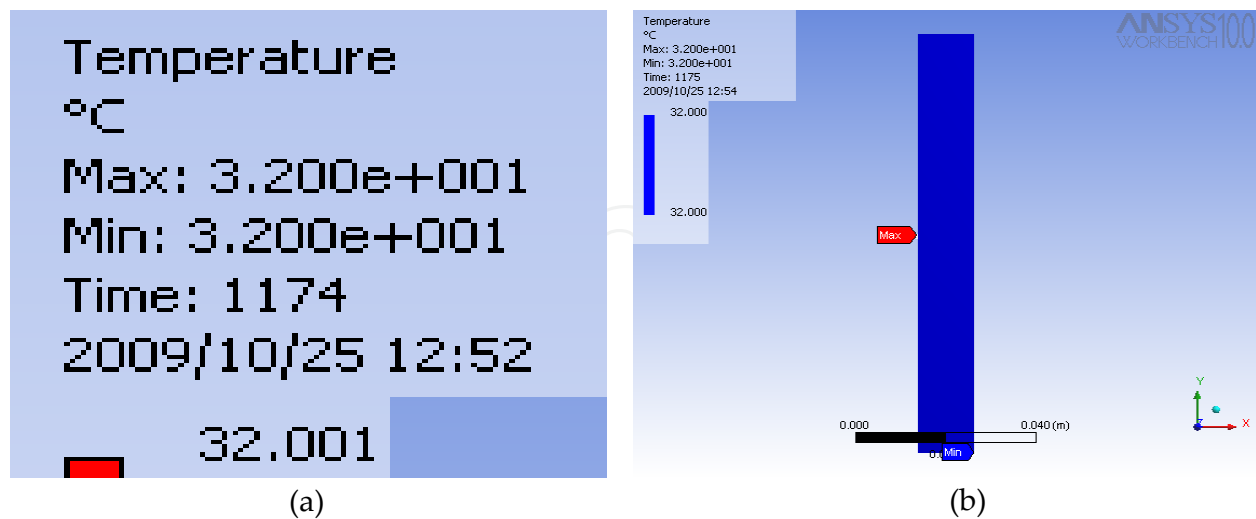 Temperature
°C
Max: 3.200e+001
Min: 3.200e+001
Time: 1174
2009/10/25 12:52
32.001
(a)
Temperature
°C
Max: 3.200e+001
Min: 3.200e+001
Time: 1175
2009/10/25 12:54
32.000
32.000
ANSYS 10.0
WORKBENCH
Max
0.000
0.040 (m)
Min
Y
X
(b)